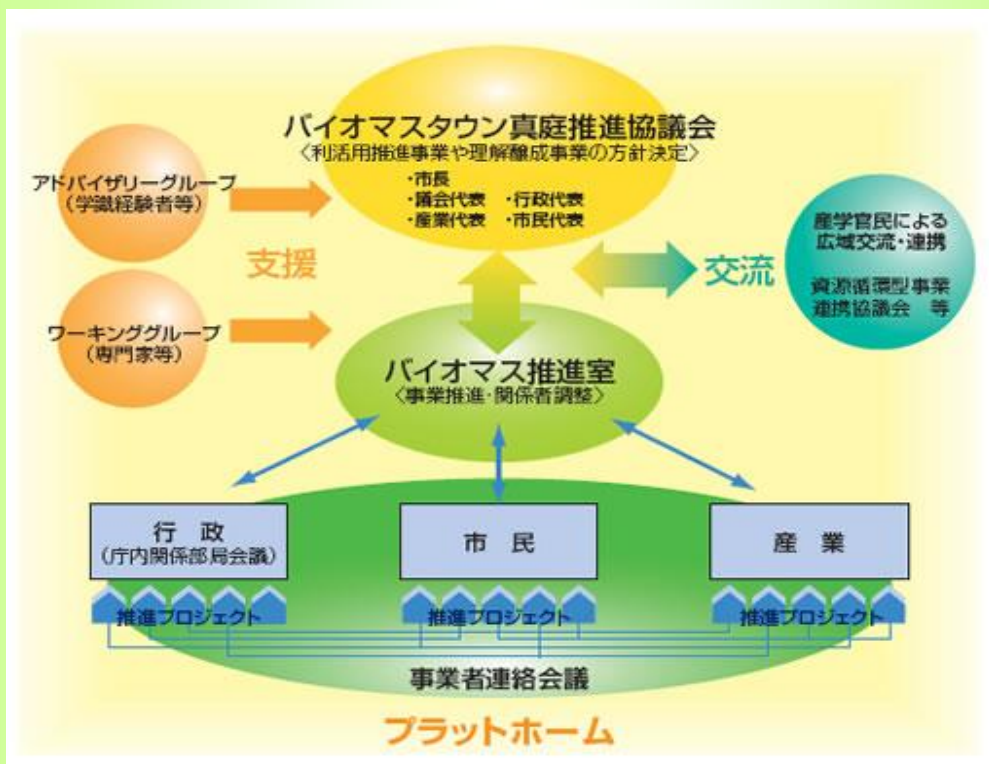 バイオマスタウン真庭推進協議会
〈利活用推進事業や理解醸成事業の方針決定〉
・市長
・議会代表 ・行政代表
・産業代表 ・市民代表
アドバイザリーグループ
(学識経験者等)
支援
ワーキンググループ
(専門家等)
交流
産学官民による
広域交流・連携
資源循環型事業
連携協議会 等
バイオマス推進室
〈事業推進・関係者調整〉
行 政
(庁内関係部局会議)
市 民
産 業
推進プロジェクト
推進プロジェクト
推進プロジェクト
事業者連絡会議
プラットホーム